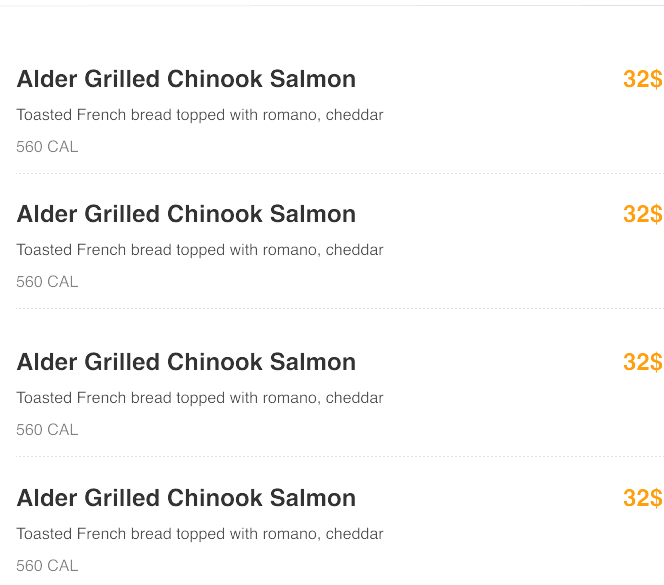 Alder Grilled Chinook Salmon 32$
Toasted French bread topped with romano, cheddar
560 CAL
Alder Grilled Chinook Salmon 32$
Toasted French bread topped with romano, cheddar
560 CAL
Alder Grilled Chinook Salmon 32$
Toasted French bread topped with romano, cheddar
560 CAL
Alder Grilled Chinook Salmon 32$
Toasted French bread topped with romano, cheddar
560 CAL